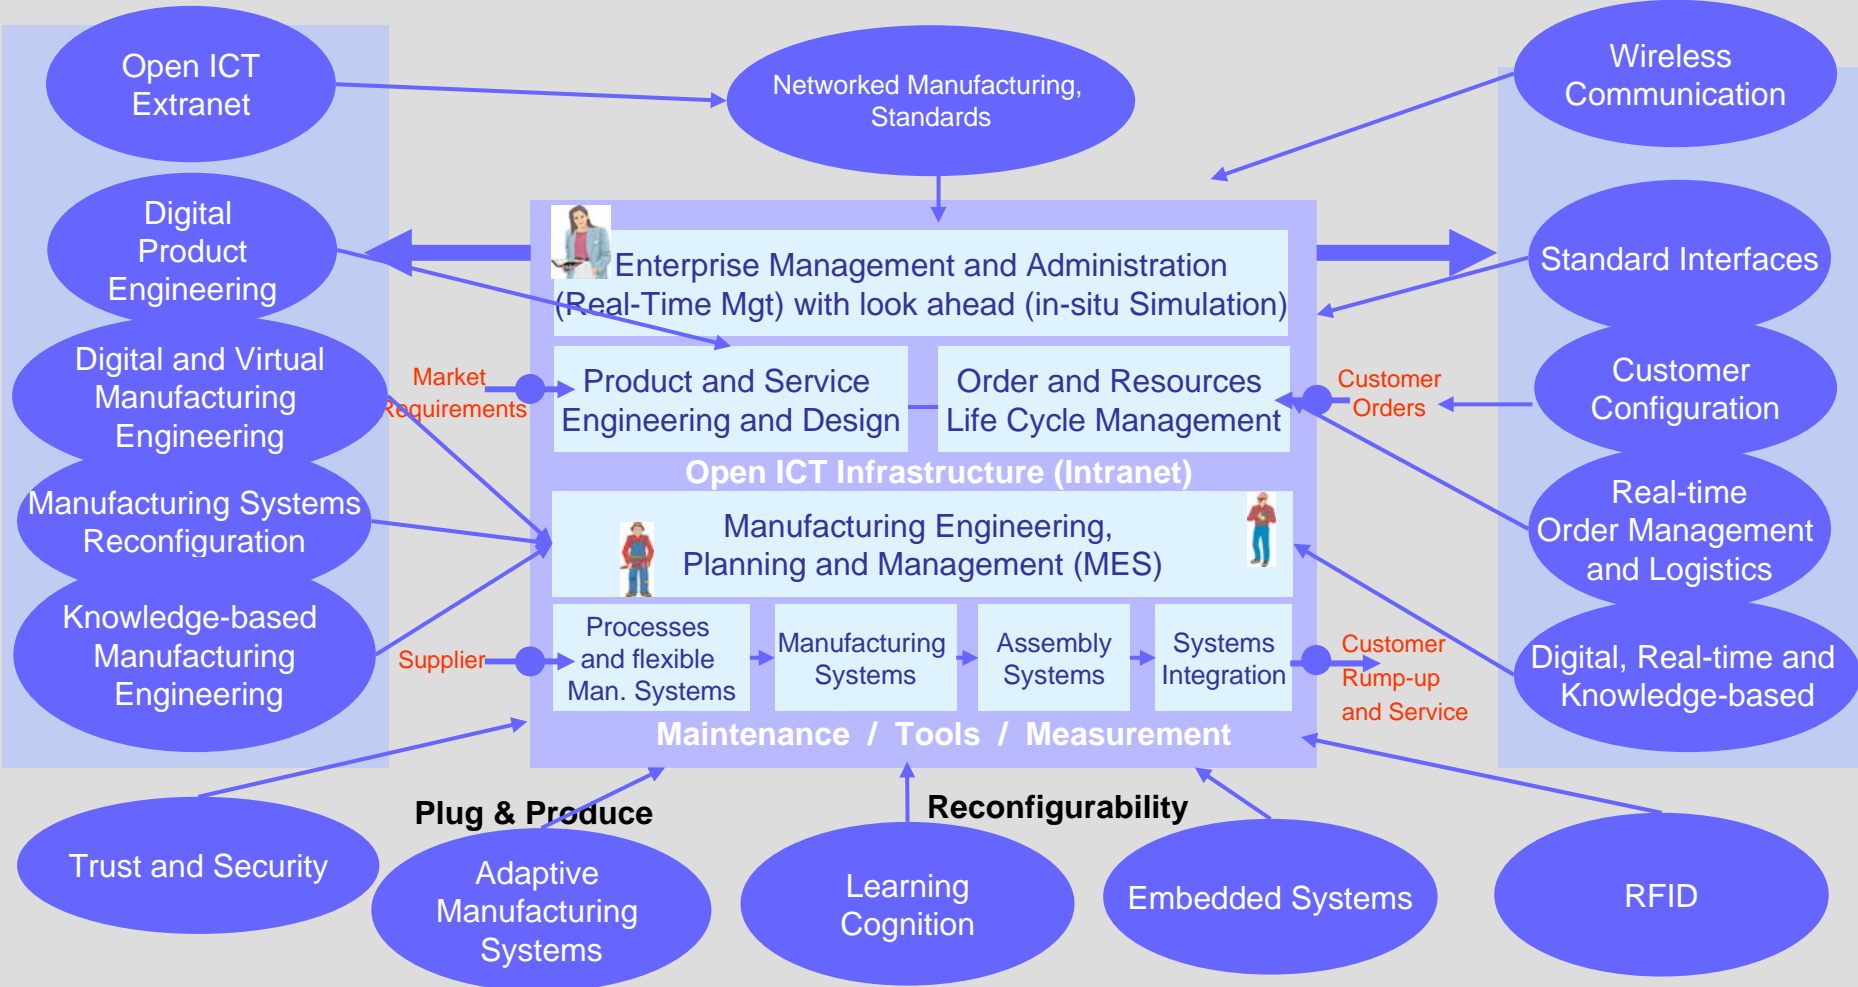 Open ICT
Extranet
Networked Manufacturing,
Standards
Wireless
Communication
Digital
Product
Engineering
Enterprise Management and Administration
(Real-Time Mgt) with look ahead (in-situ Simulation)
Standard Interfaces
Digital and Virtual
Manufacturing
Engineering
Market
Requirements
Product and Service
Engineering and Design
Order and Resources
Life Cycle Management
Customer
Orders
Customer
Configuration
Open ICT Infrastructure (Intranet)
Manufacturing Systems
Reconfiguration
Manufacturing Engineering,
Planning and Management (MES)
Real-time
Order Management
and Logistics
Knowledge-based
Manufacturing
Engineering
Supplier
Processes
and flexible
Man. Systems
Manufacturing
Systems
Assembly
Systems
Systems
Integration
Customer
Rump-up
and Service
Digital, Real-time and
Knowledge-based
Maintenance / Tools / Measurement
Plug & Produce
Reconfigurability
Trust and Security
Adaptive
Manufacturing
Systems
Learning
Cognition
Embedded Systems
RFID